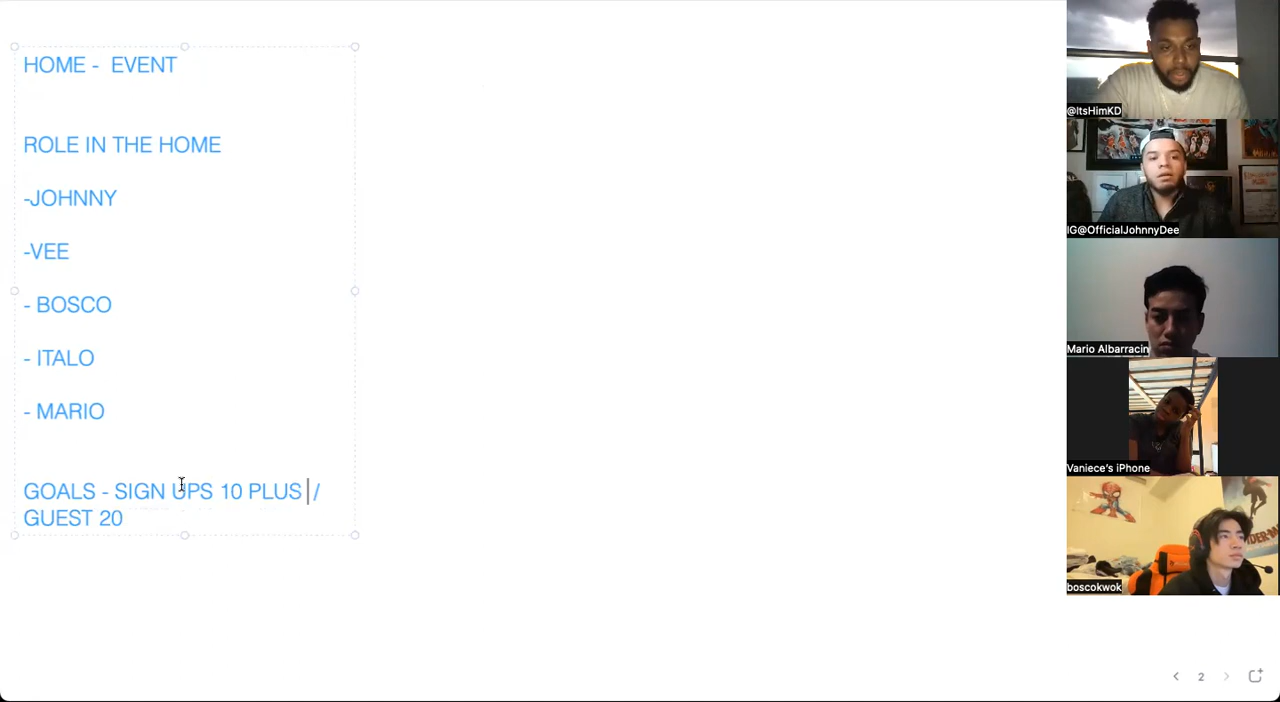 HOME - EVENT
ROLE IN THE HOME
-JOHNNY
-VEE
- BOSCO
- ITALO
- MARIO
GOALS - SIGN UPS 10 PLUS /
GUEST 20
@ItsHimKD
IG@OfficialJohnnyDee
Mario Albarracin
Vaniece's iPhone
boscokwok
2